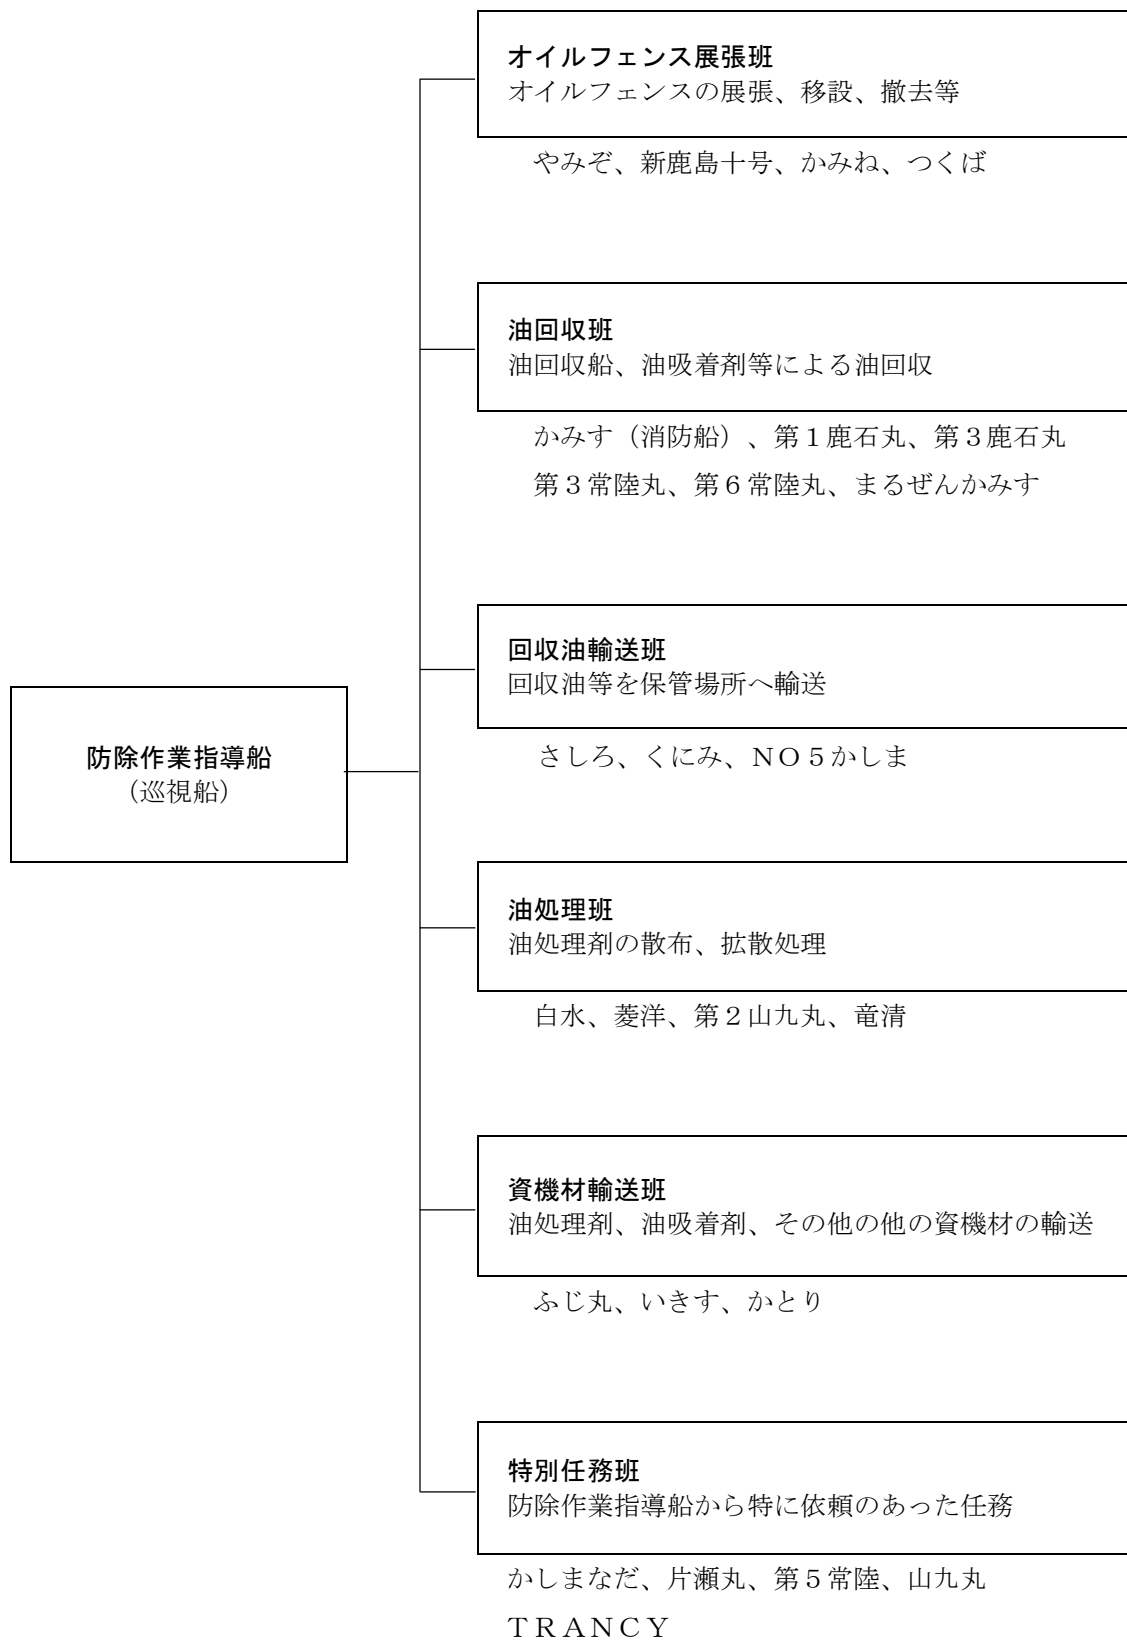 オイルフェンス展張班
オイルフェンスの展張、移設、撤去等
やみぞ、新鹿島十号、かみね、つくば
油回収班
油回収船、油吸着剤等による油回収
かみす（消防船）、第１鹿石丸、第３鹿石丸
第３常陸丸、第６常陸丸、まるぜんかみす
回収油輸送班
回収油等を保管場所へ輸送
さしろ、くにみ、ＮＯ５かしま
防除作業指導船
（巡視船）
油処理班
油処理剤の散布、拡散処理
白水、菱洋、第２山九丸、竜清
資機材輸送班
油処理剤、油吸着剤、その他の他の資機材の輸送
ふじ丸、いきす、かとり
特別任務班
防除作業指導船から特に依頼のあった任務
かしまなだ、片瀬丸、第５常陸、山九丸
ＴＲＡＮＣＹ